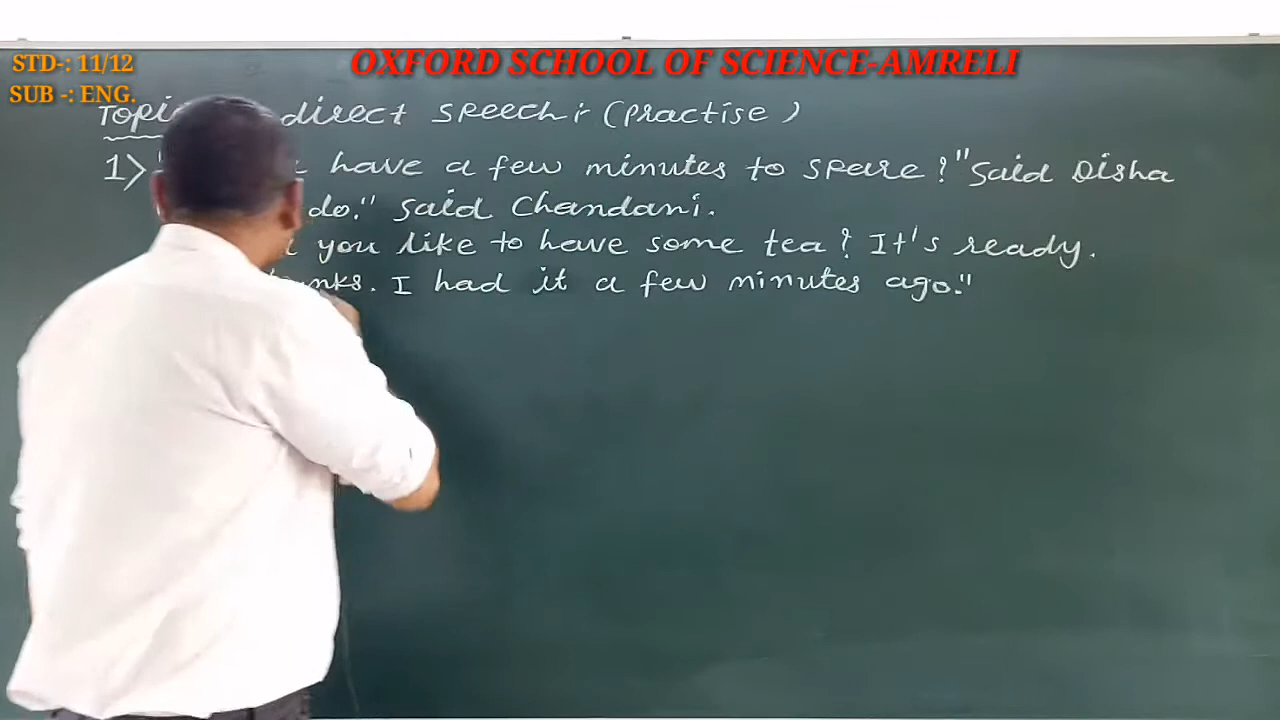 STD-: 11/12
OXFORD SCHOOL OF SCIENCE-AMRELI
SUB -: ENG.
direct speech:- (Practise)
1> have a few minutes to spare?" Said Disha
do." Said Chandani.
you like to have some tea? It's ready.
I had it a few minutes ago."